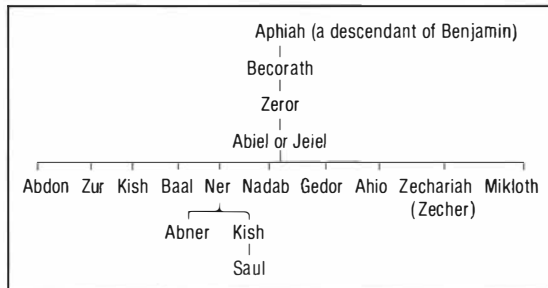 Aphiah (a descendant of Benjamin)
Becorath
Zeror
Abiel or Jeiel
Abdon Zur Kish Baal Ner Nadab Gedor Ahio Zechariah Mikloth
(Zecher)
Abner Kish
Saul